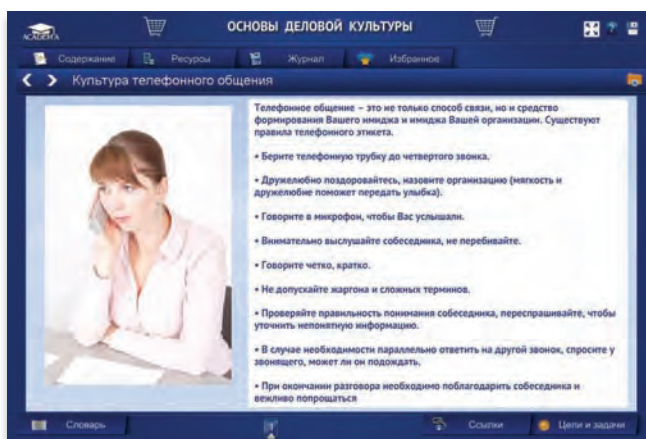 ACADEMA
ОСНОВЫ ДЕЛОВОЙ КУЛЬТУРЫ
Содержание
Ресурсы
Журнал
Избранное
Культура телефонного общения
Телефонное общение – это не только способ связи, но и средство
формирования Вашего имиджа и имиджа Вашей организации. Существуют
правила телефонного этикета.
• Берите телефонную трубку до четвертого звонка.
• Дружелюбно поздоровайтесь, назовите организацию (мягкость и
дружелюбие поможет передать улыбка).
• Говорите в микрофон, чтобы Вас услышали.
• Внимательно выслушайте собеседника, не перебивайте.
• Говорите четко, кратко.
• Не допускайте жаргона и сложных терминов.
• Проверяйте правильность понимания собеседника, переспрашивайте, чтобы
уточнить непонятную информацию.
• В случае необходимости параллельно ответить на другой звонок, спросите у
звонящего, может ли он подождать.
• При окончании разговора необходимо поблагодарить собеседника и
вежливо попрощаться
Словарь
1
Ссылки
Цели и задачи